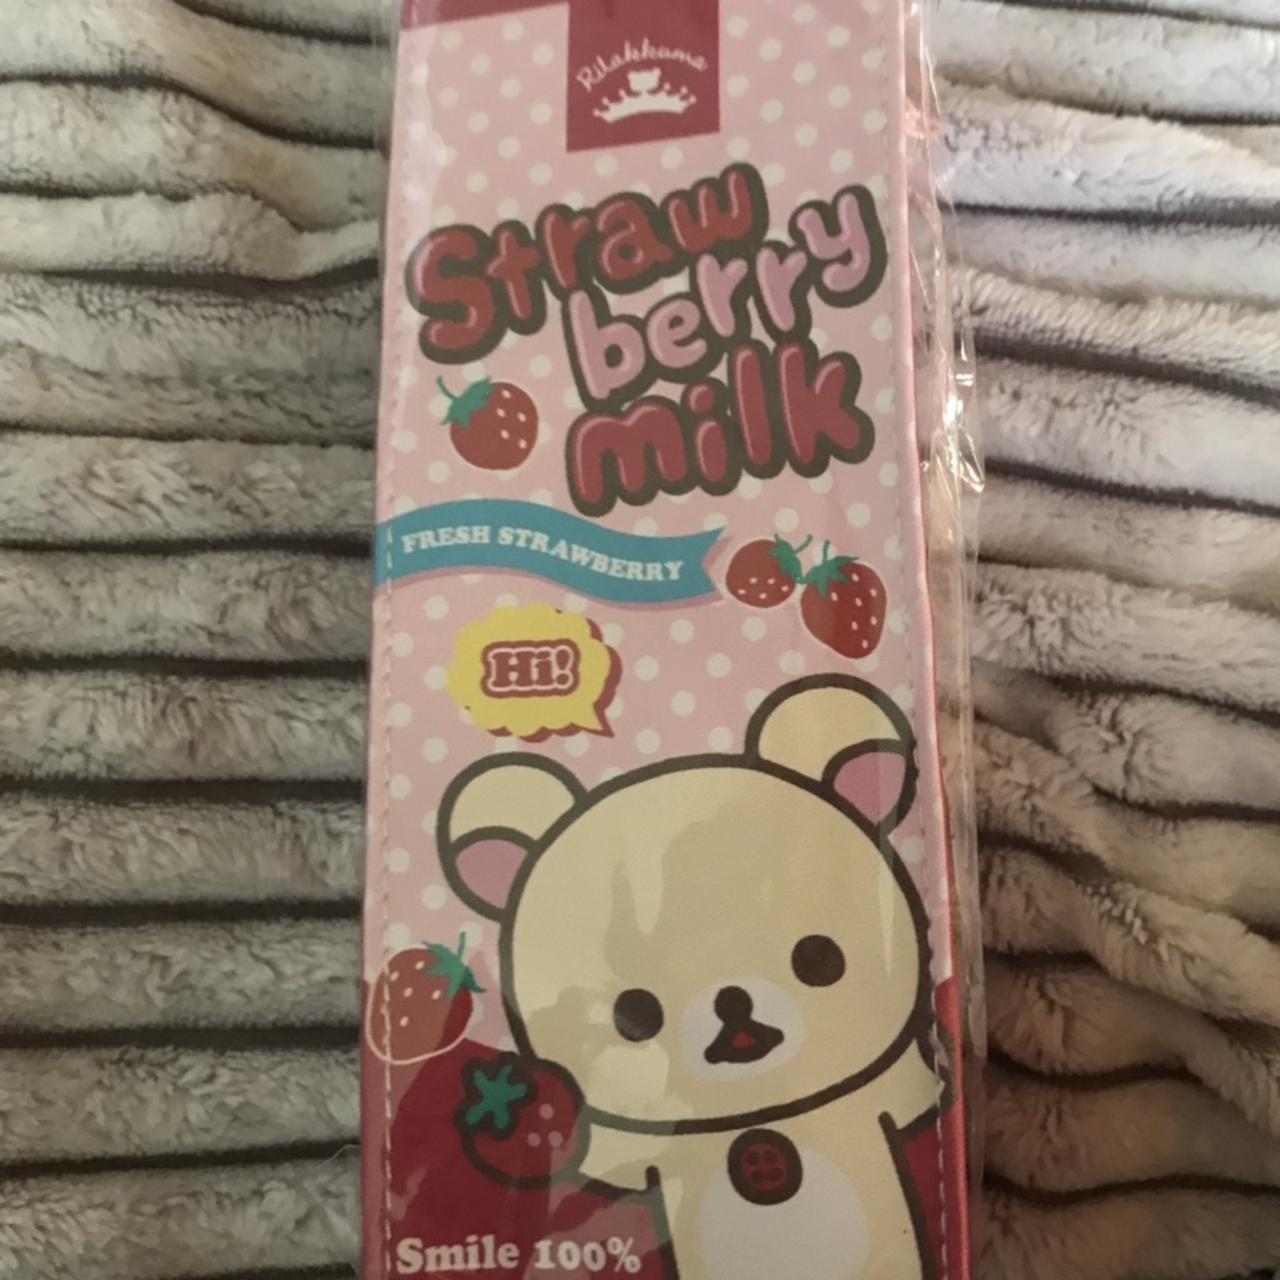 Rilakkuma
Straw
berry
milk
FRESH STRAWBERRY
Hi!
Smile 100%